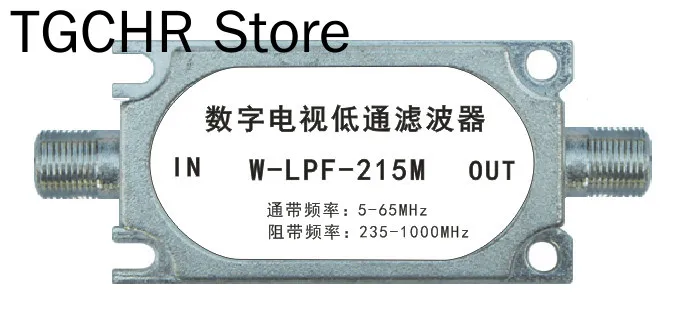 TGCHR Store
数字电视低通滤波器
IN W-LPF-215M OUT
通带频率：5-65MHz
阻带频率：235-1000MHz